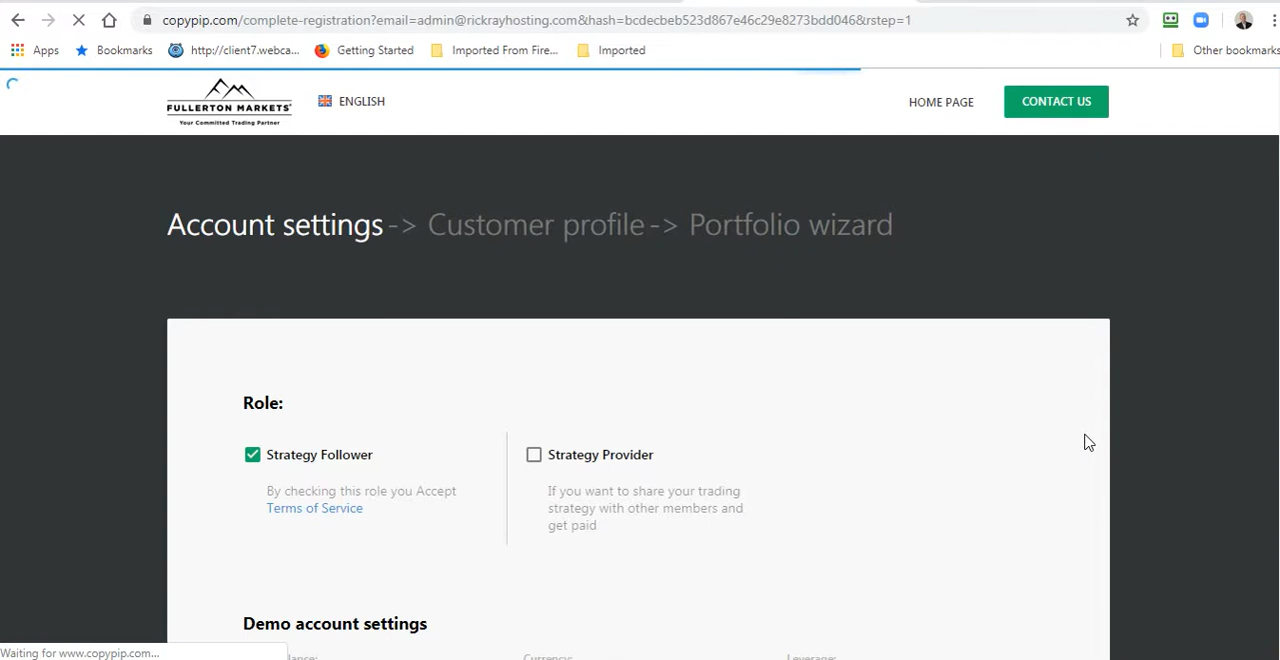 copypip.com/complete-registration?email=admin@rickrayhosting.com&hash=bcdecbeb523d867e46c29e8273bdd046&rstep=1
Apps Bookmarks http://client7.webca... Getting Started Imported From Fire... Imported Other bookmarks
FULLERTON MARKETS
Your Committed Trading Partner
ENGLISH
HOME PAGE
CONTACT US
Account settings -> Customer profile -> Portfolio wizard
Role:
Strategy Follower
By checking this role you Accept
Terms of Service
Strategy Provider
If you want to share your trading
strategy with other members and
get paid
Demo account settings
Currency:
Leverage:
Waiting for www.copypip.com...